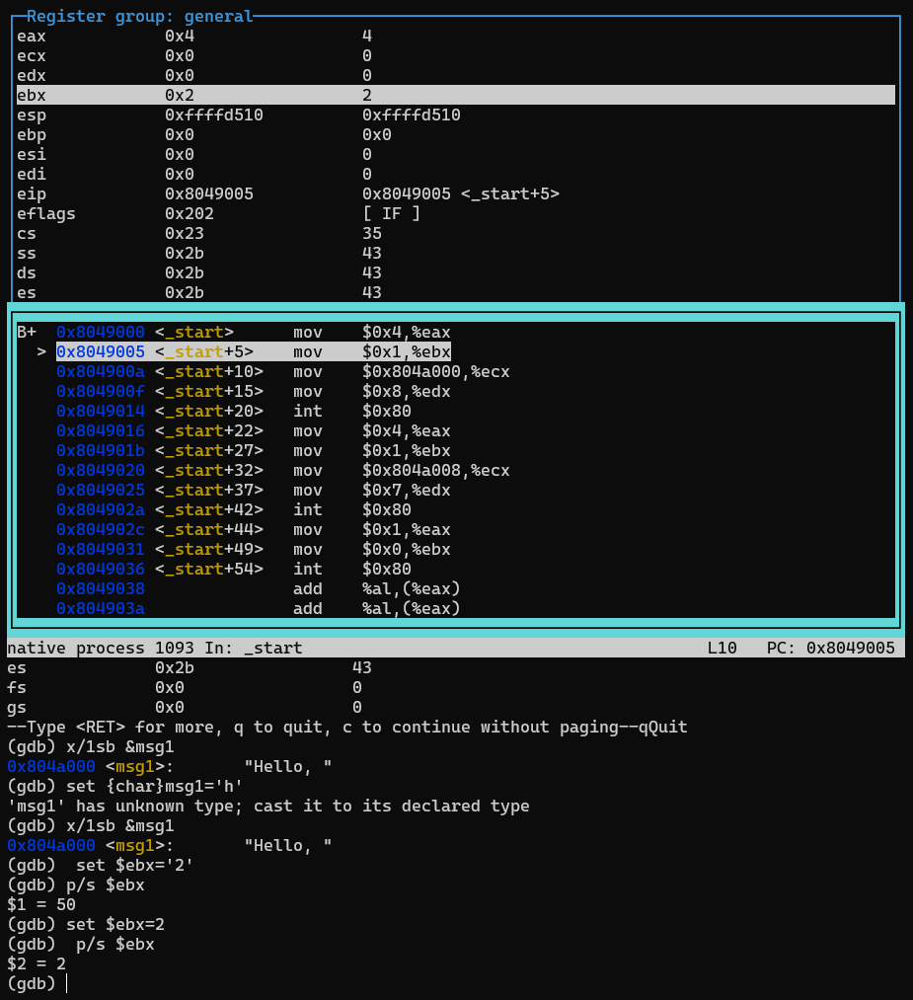 Register group: general
eax            0x4                 4
ecx            0x0                 0
edx            0x0                 0
ebx            0x2                 2
esp            0xffffd510          0xffffd510
ebp            0x0                 0x0
esi            0x0                 0
edi            0x0                 0
eip            0x8049005           0x8049005 <_start+5>
eflags         0x202               [ IF ]
cs             0x23                35
ss             0x2b                43
ds             0x2b                43
es             0x2b                43
B+  0x8049000 <_start>      mov    $0x4,%eax
  > 0x8049005 <_start+5>    mov    $0x1,%ebx
    0x804900a <_start+10>   mov    $0x804a000,%ecx
    0x804900f <_start+15>   mov    $0x8,%edx
    0x8049014 <_start+20>   int    $0x80
    0x8049016 <_start+22>   mov    $0x4,%eax
    0x804901b <_start+27>   mov    $0x1,%ebx
    0x8049020 <_start+32>   mov    $0x804a008,%ecx
    0x8049025 <_start+37>   mov    $0x7,%edx
    0x804902a <_start+42>   int    $0x80
    0x804902c <_start+44>   mov    $0x1,%eax
    0x8049031 <_start+49>   mov    $0x0,%ebx
    0x8049036 <_start+54>   int    $0x80
    0x8049038               add    %al,(%eax)
    0x804903a               add    %al,(%eax)
native process 1093 In: _start                                         L10   PC: 0x8049005
es             0x2b                43
fs             0x0                 0
gs             0x0                 0
--Type <RET> for more, q to quit, c to continue without paging--qQuit
(gdb) x/1sb &msg1
0x804a000 <msg1>:       "Hello, "
(gdb) set {char}msg1='h'
'msg1' has unknown type; cast it to its declared type
(gdb) x/1sb &msg1
0x804a000 <msg1>:       "Hello, "
(gdb)  set $ebx='2'
(gdb) p/s $ebx
$1 = 50
(gdb) set $ebx=2
(gdb)  p/s $ebx
$2 = 2
(gdb)